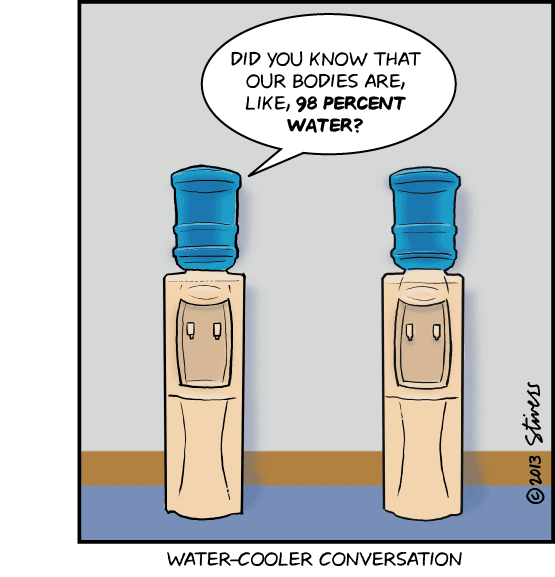 DID YOU KNOW THAT
OUR BODIES ARE,
LIKE, 98 PERCENT
WATER?
© 2013 Stivers
WATER-COOLER CONVERSATION